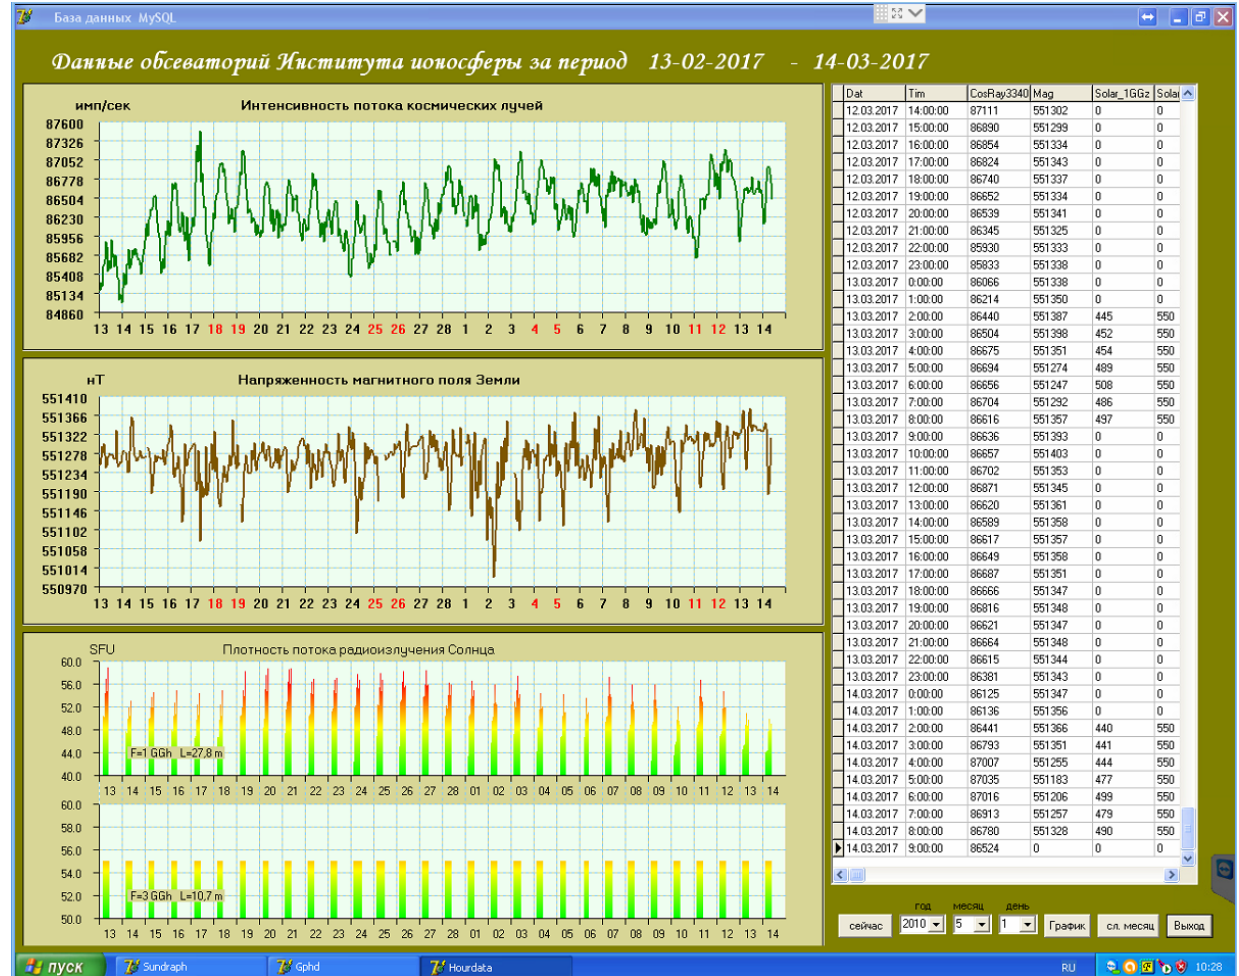 База данных MySQL
Данные обсеваторий Института ионосферы за период 13-02-2017 - 14-03-2017
имп/сек Интенсивность потока космических лучей
87600
87326
87052
86778
86504
86230
85956
85682
85408
85134
84860
13 14 15 16 17 18 19 20 21 22 23 24 25 26 27 28 1 2 3 4 5 6 7 8 9 10 11 12 13 14
нТ Напряженность магнитного поля Земли
551410
551366
551322
551278
551234
551190
551146
551102
551058
551014
550970
13 14 15 16 17 18 19 20 21 22 23 24 25 26 27 28 1 2 3 4 5 6 7 8 9 10 11 12 13 14
SFU Плотность потока радиоизлучения Солнца
60.0
56.0
52.0
48.0
44.0
F=1 GGh L=27,8 m
40.0
13 14 15 16 17 18 19 20 21 22 23 24 25 26 27 28 01 02 03 04 05 06 07 08 09 10 11 12 13 14
60.0
58.0
56.0
54.0
52.0
F=3 GGh L=10,7 m
50.0
13 14 15 16 17 18 19 20 21 22 23 24 25 26 27 28 01 02 03 04 05 06 07 08 09 10 11 12 13 14
Dat Tim CosRay3340 Mag Solar_1GGz Solar
12.03.2017 14:00:00 87111 551302 0 0
12.03.2017 15:00:00 86890 551299 0 0
12.03.2017 16:00:00 86854 551334 0 0
12.03.2017 17:00:00 86824 551343 0 0
12.03.2017 18:00:00 86740 551337 0 0
12.03.2017 19:00:00 86652 551334 0 0
12.03.2017 20:00:00 86539 551341 0 0
12.03.2017 21:00:00 86345 551325 0 0
12.03.2017 22:00:00 85930 551333 0 0
12.03.2017 23:00:00 85833 551338 0 0
13.03.2017 0:00:00 86066 551338 0 0
13.03.2017 1:00:00 86214 551350 0 0
13.03.2017 2:00:00 86440 551387 445 550
13.03.2017 3:00:00 86504 551398 452 550
13.03.2017 4:00:00 86675 551351 454 550
13.03.2017 5:00:00 86694 551274 489 550
13.03.2017 6:00:00 86656 551247 508 550
13.03.2017 7:00:00 86704 551292 486 550
13.03.2017 8:00:00 86616 551357 497 550
13.03.2017 9:00:00 86636 551393 0 0
13.03.2017 10:00:00 86657 551403 0 0
13.03.2017 11:00:00 86702 551353 0 0
13.03.2017 12:00:00 86871 551345 0 0
13.03.2017 13:00:00 86620 551361 0 0
13.03.2017 14:00:00 86589 551358 0 0
13.03.2017 15:00:00 86617 551357 0 0
13.03.2017 16:00:00 86649 551358 0 0
13.03.2017 17:00:00 86687 551351 0 0
13.03.2017 18:00:00 86666 551347 0 0
13.03.2017 19:00:00 86816 551348 0 0
13.03.2017 20:00:00 86621 551347 0 0
13.03.2017 21:00:00 86664 551348 0 0
13.03.2017 22:00:00 86615 551344 0 0
13.03.2017 23:00:00 86381 551343 0 0
14.03.2017 0:00:00 86125 551347 0 0
14.03.2017 1:00:00 86136 551356 0 0
14.03.2017 2:00:00 86441 551366 440 550
14.03.2017 3:00:00 86793 551351 441 550
14.03.2017 4:00:00 87007 551255 444 550
14.03.2017 5:00:00 87035 551183 477 550
14.03.2017 6:00:00 87016 551206 499 550
14.03.2017 7:00:00 86913 551257 479 550
14.03.2017 8:00:00 86780 551328 490 550
14.03.2017 9:00:00 86524 0 0 0
год месяц день
сейчас 2010 5 1 График сл. месяц Выход
пуск Sundraph Gphd Hourdata RU 10:28